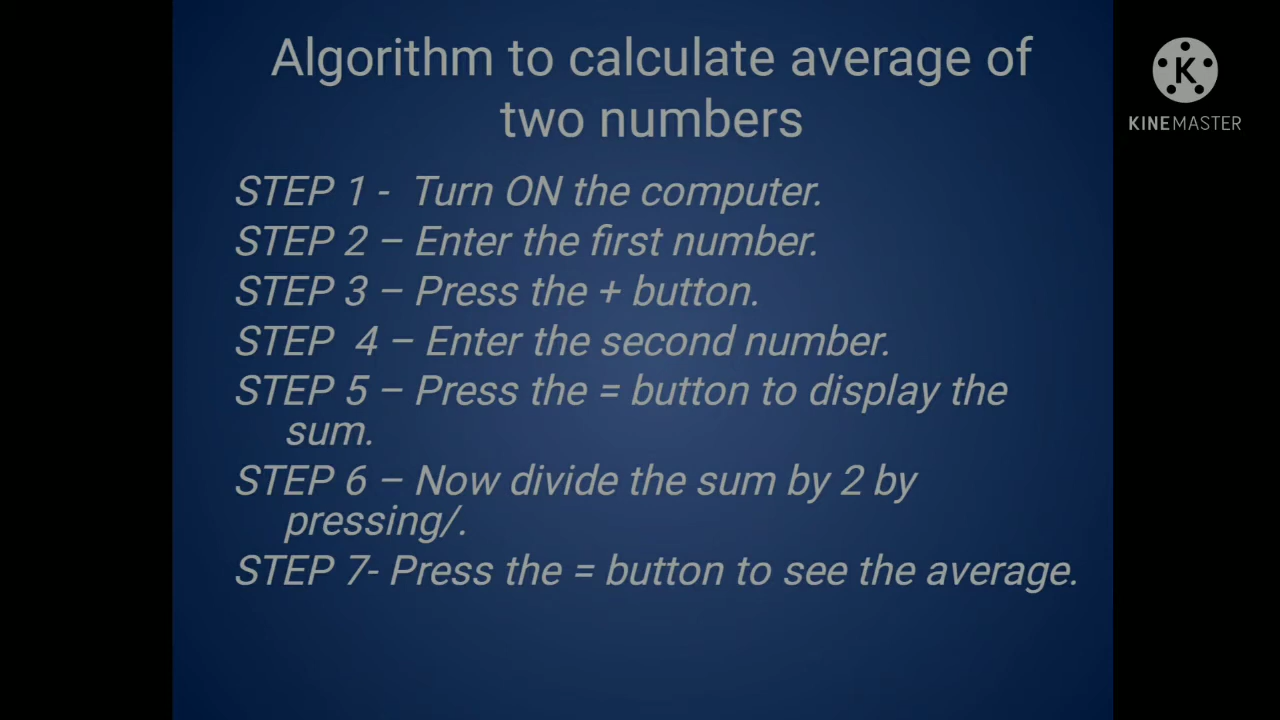 Algorithm to calculate average of
two numbers
STEP 1 - Turn ON the computer.
STEP 2 – Enter the first number.
STEP 3 – Press the + button.
STEP 4 – Enter the second number.
STEP 5 – Press the = button to display the
sum.
STEP 6 – Now divide the sum by 2 by
pressing/.
STEP 7- Press the = button to see the average.
K
KINEMASTER